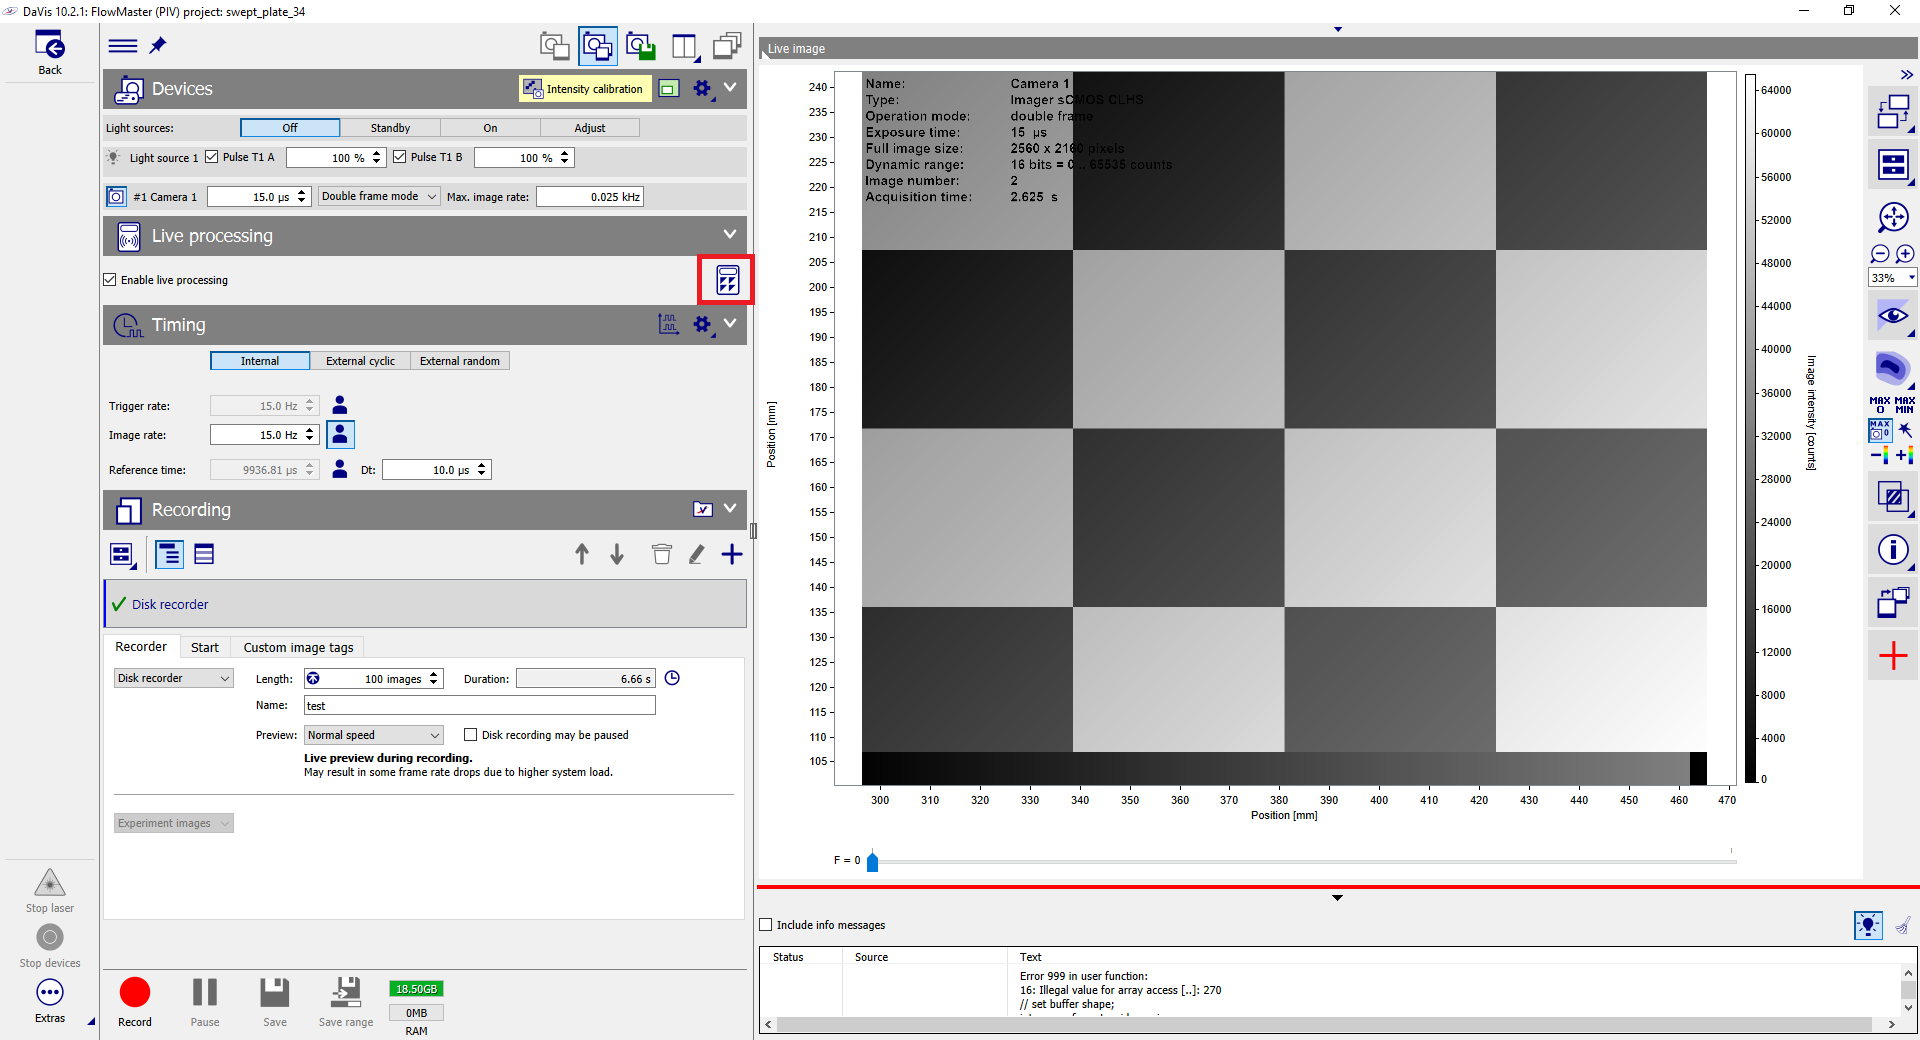 DaVis 10.2.1: FlowMaster (PIV) project: swept_plate_34
Back
Devices
Intensity calibration
Light sources:
Off
Standby
On
Adjust
Light source 1
Pulse T1 A
100 %
Pulse T1 B
100 %
#1 Camera 1
15.0 µs
Double frame mode
Max. image rate:
0.025 kHz
Live processing
Enable live processing
Timing
Internal
External cyclic
External random
Trigger rate:
15.0 Hz
Image rate:
15.0 Hz
Reference time:
9936.81 µs
Dt:
10.0 µs
Recording
Disk recorder
Recorder
Start
Custom image tags
Disk recorder
Length:
100 images
Duration:
6.66 s
Name:
test
Preview:
Normal speed
Disk recording may be paused
Live preview during recording.
May result in some frame rate drops due to higher system load.
Experiment images
Stop laser
Stop devices
Extras
Record
Pause
Save
Save range
18.50GB
0MB
RAM
Live image
Name: Camera 1
Type: Imager sCMOS CLHS
Operation mode: double frame
Exposure time: 15 µs
Full image size: 2560 x 2160 pixels
Dynamic range: 16 bits = 0 .. 65535 counts
Image number: 2
Acquisition time: 2.625 s
240
235
230
225
220
215
210
205
200
195
190
185
180
175
170
165
160
155
150
145
140
135
130
125
120
115
110
105
Position [mm]
300 310 320 330 340 350 360 370 380 390 400 410 420 430 440 450 460 470
Position [mm]
64000
60000
56000
52000
48000
44000
40000
36000
32000
28000
24000
20000
16000
12000
8000
4000
0
Image intensity [counts]
33%
MAX
0
MAX
MIN
MAX
0
F = 0
Include info messages
Status
Source
Text
Error 999 in user function:
16: Illegal value for array access [..]: 270
// set buffer shape;